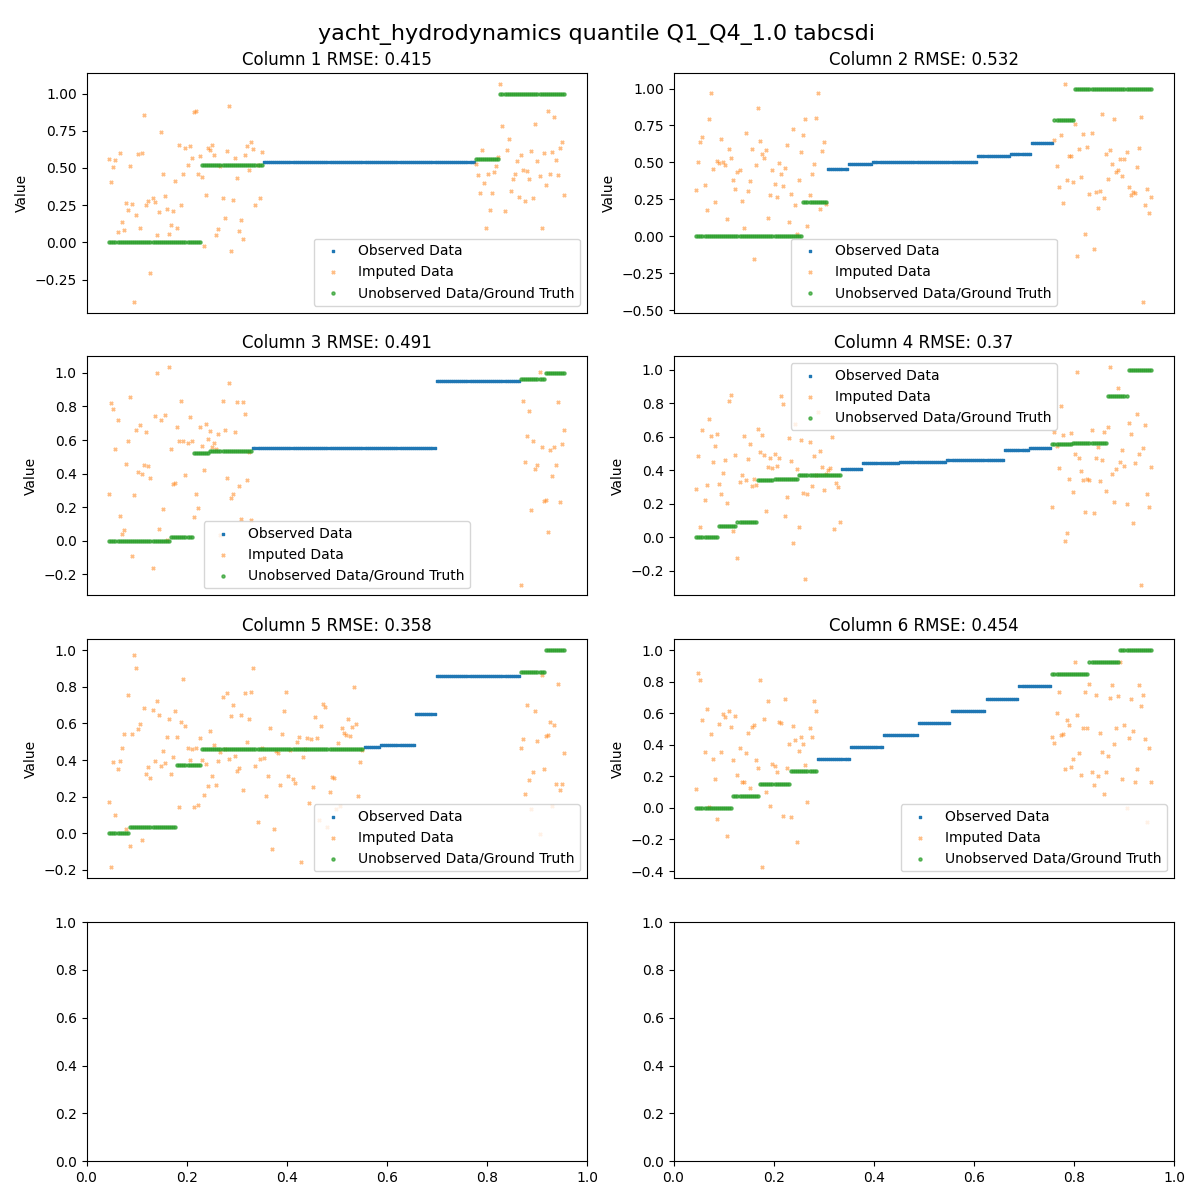 yacht_hydrodynamics quantile Q1_Q4_1.0 tabcsdi
Column 1 RMSE: 0.415
1.00
0.75
0.50
0.25
0.00
−0.25
Value
Observed Data
Imputed Data
Unobserved Data/Ground Truth
Column 2 RMSE: 0.532
1.00
0.75
0.50
0.25
0.00
−0.25
−0.50
Value
Observed Data
Imputed Data
Unobserved Data/Ground Truth
Column 3 RMSE: 0.491
1.0
0.8
0.6
0.4
0.2
0.0
−0.2
Value
Observed Data
Imputed Data
Unobserved Data/Ground Truth
Column 4 RMSE: 0.37
1.0
0.8
0.6
0.4
0.2
0.0
−0.2
Value
Observed Data
Imputed Data
Unobserved Data/Ground Truth
Column 5 RMSE: 0.358
1.0
0.8
0.6
0.4
0.2
0.0
−0.2
Value
Observed Data
Imputed Data
Unobserved Data/Ground Truth
Column 6 RMSE: 0.454
1.0
0.8
0.6
0.4
0.2
0.0
−0.2
−0.4
Value
Observed Data
Imputed Data
Unobserved Data/Ground Truth
1.0
0.8
0.6
0.4
0.2
0.0
0.0 0.2 0.4 0.6 0.8 1.0
1.0
0.8
0.6
0.4
0.2
0.0
0.0 0.2 0.4 0.6 0.8 1.0